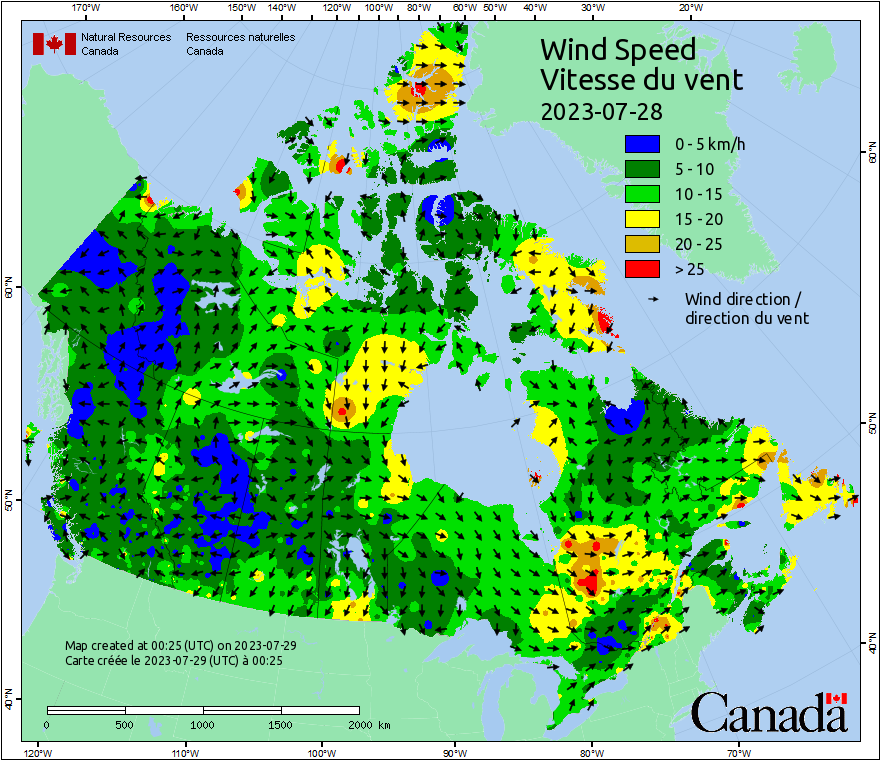 170°W 160°W 150°W 140°W 120°W 100°W 80°W 60°W 50°W 40°W 30°W 20°W
Natural Resources Canada
Ressources naturelles Canada
Wind Speed
Vitesse du vent
2023-07-28
0 - 5 km/h
5 - 10
10 - 15
15 - 20
20 - 25
> 25
Wind direction /
direction du vent
60°N
60°N
50°N
50°N
40°N
40°N
Map created at 00:25 (UTC) on 2023-07-29
Carte créée le 2023-07-29 (UTC) à 00:25
0 500 1000 1500 2000 km
Canada
120°W 110°W 100°W 90°W 80°W 70°W